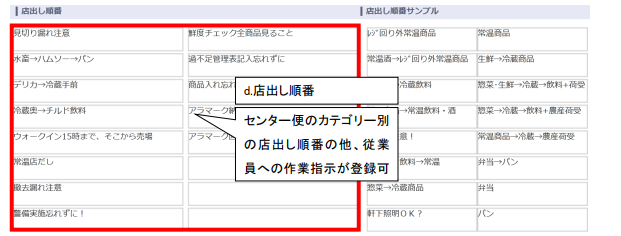 店出し順番 店出し順番サンプル
見切り漏れ注意 鮮度チェック全商品見ること ﾚｼﾞ回り外常温商品 常温商品
水畜→ハムソー→パン 過不足管理表記入忘れずに 常温酒→ﾚｼﾞ回り外常温商品 生鮮→冷蔵商品
デリカ→冷蔵手前 商品入れ忘れ 冷蔵飲料 惣菜・生鮮→冷蔵→飲料+荷受
d.店出し順番
冷蔵奥→チルド飲料 アラマーク →常温飲料・酒 惣菜→冷蔵→飲料+農産荷受
センター便のカテゴリー別
の店出し順番の他、従業
員への作業指示が登録可
ウォークイン15時まで、そこから売場 アラマーク 意！ 常温商品→冷蔵→農産荷受
常温店だし 飲料→常温 弁当→パン
撤去漏れ注意 惣菜→冷蔵商品 弁当
警備実施忘れずに！ 軒下照明ＯＫ？ パン